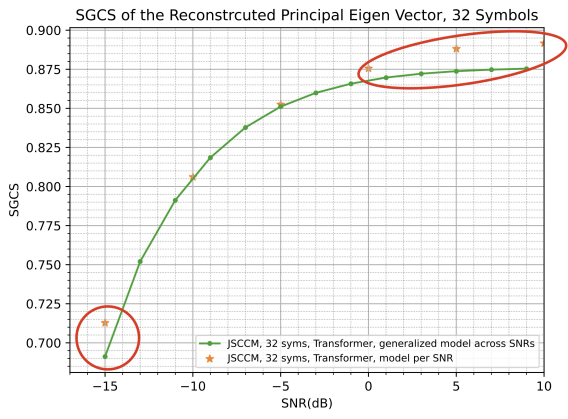 SGCS of the Reconstrcuted Principal Eigen Vector, 32 Symbols
0.900
0.875
0.850
0.825
0.800
0.775
0.750
0.725
0.700
SGCS
JSCCM, 32 syms, Transformer, generalized model across SNRs
JSCCM, 32 syms, Transformer, model per SNR
−15 −10 −5 0 5 10
SNR(dB)